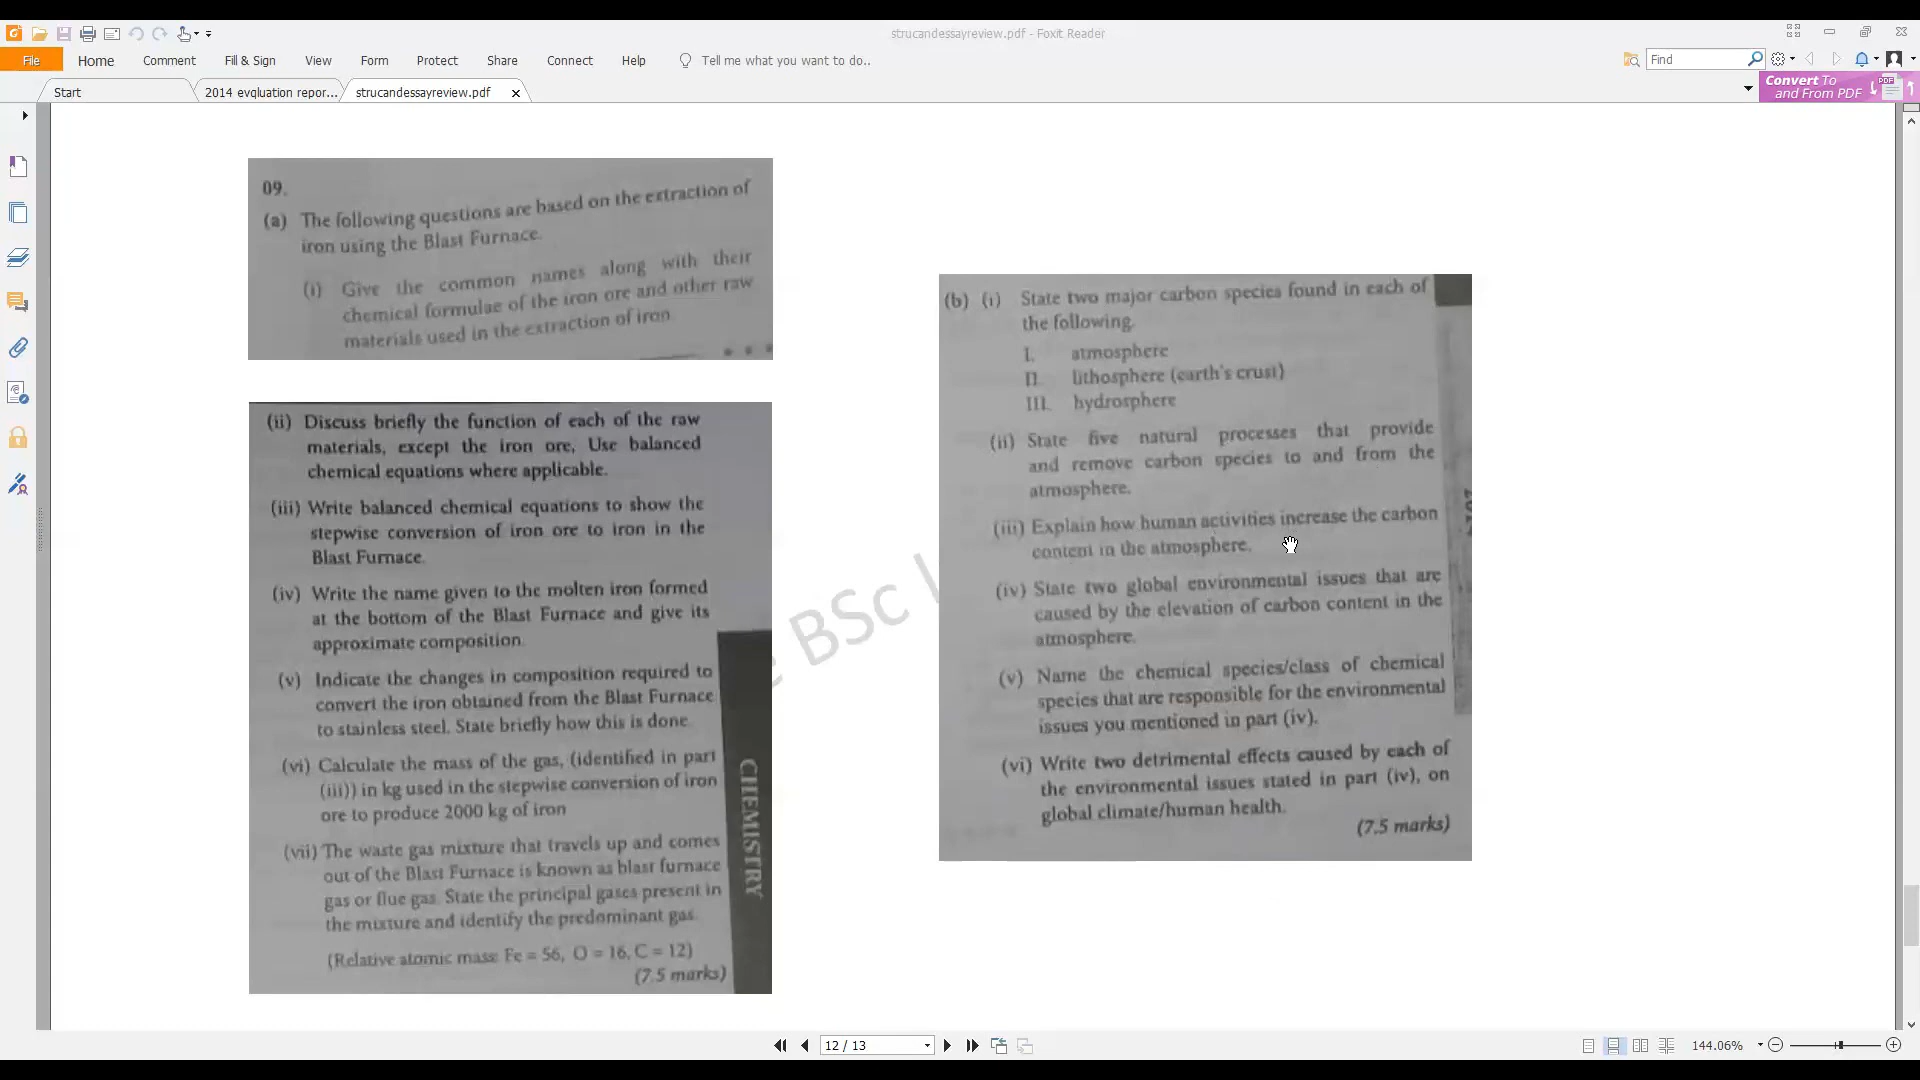 strucandessayreview.pdf - Foxit Reader
File Home Comment Fill & Sign View Form Protect Share Connect Help Tell me what you want to do..
Find
Start 2014 evqluation repor... strucandessayreview.pdf
Convert To
and From PDF
09.
(a) The following questions are based on the extraction of
iron using the Blast Furnace.
(i) Give the common names along with their
chemical formulae of the iron ore and other raw
materials used in the extraction of iron
(ii) Discuss briefly the function of each of the raw
materials, except the iron ore, Use balanced
chemical equations where applicable.
(iii) Write balanced chemical equations to show the
stepwise conversion of iron ore to iron in the
Blast Furnace.
(iv) Write the name given to the molten iron formed
at the bottom of the Blast Furnace and give its
approximate composition.
(v) Indicate the changes in composition required to
convert the iron obtained from the Blast Furnace
to stainless steel. State briefly how this is done.
(vi) Calculate the mass of the gas, (identified in part
(iii)) in kg used in the stepwise conversion of iron
ore to produce 2000 kg of iron
(vii) The waste gas mixture that travels up and comes
out of the Blast Furnace is known as blast furnace
gas or flue gas. State the principal gases present in
the mixture and identify the predominant gas.
(Relative atomic mass: Fe = 56, O = 16, C = 12)
(7.5 marks)
CHEMISTRY
BSc
(b) (i) State two major carbon species found in each of
the following.
I. atmosphere
II. lithosphere (earth's crust)
III. hydrosphere
(ii) State five natural processes that provide
and remove carbon species to and from the
atmosphere.
(iii) Explain how human activities increase the carbon
content in the atmosphere.
(iv) State two global environmental issues that are
caused by the elevation of carbon content in the
atmosphere.
(v) Name the chemical species/class of chemical
species that are responsible for the environmental
issues you mentioned in part (iv).
(vi) Write two detrimental effects caused by each of
the environmental issues stated in part (iv), on
global climate/human health.
(7.5 marks)
12 / 13
144.06%